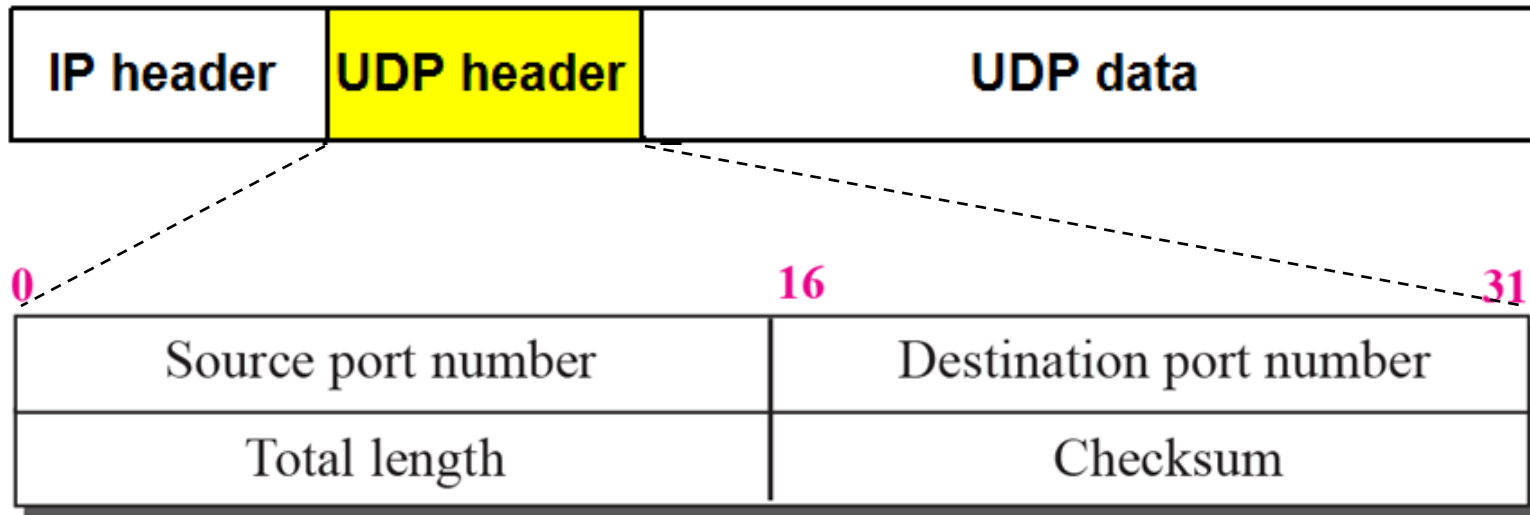 IP header UDP header UDP data
0 16 31
Source port number Destination port number
Total length Checksum